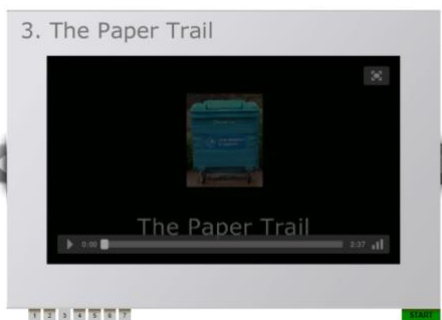 3. The Paper Trail
The Paper Trail
0.00
2:37
1 2 3 4 5 6 7
START